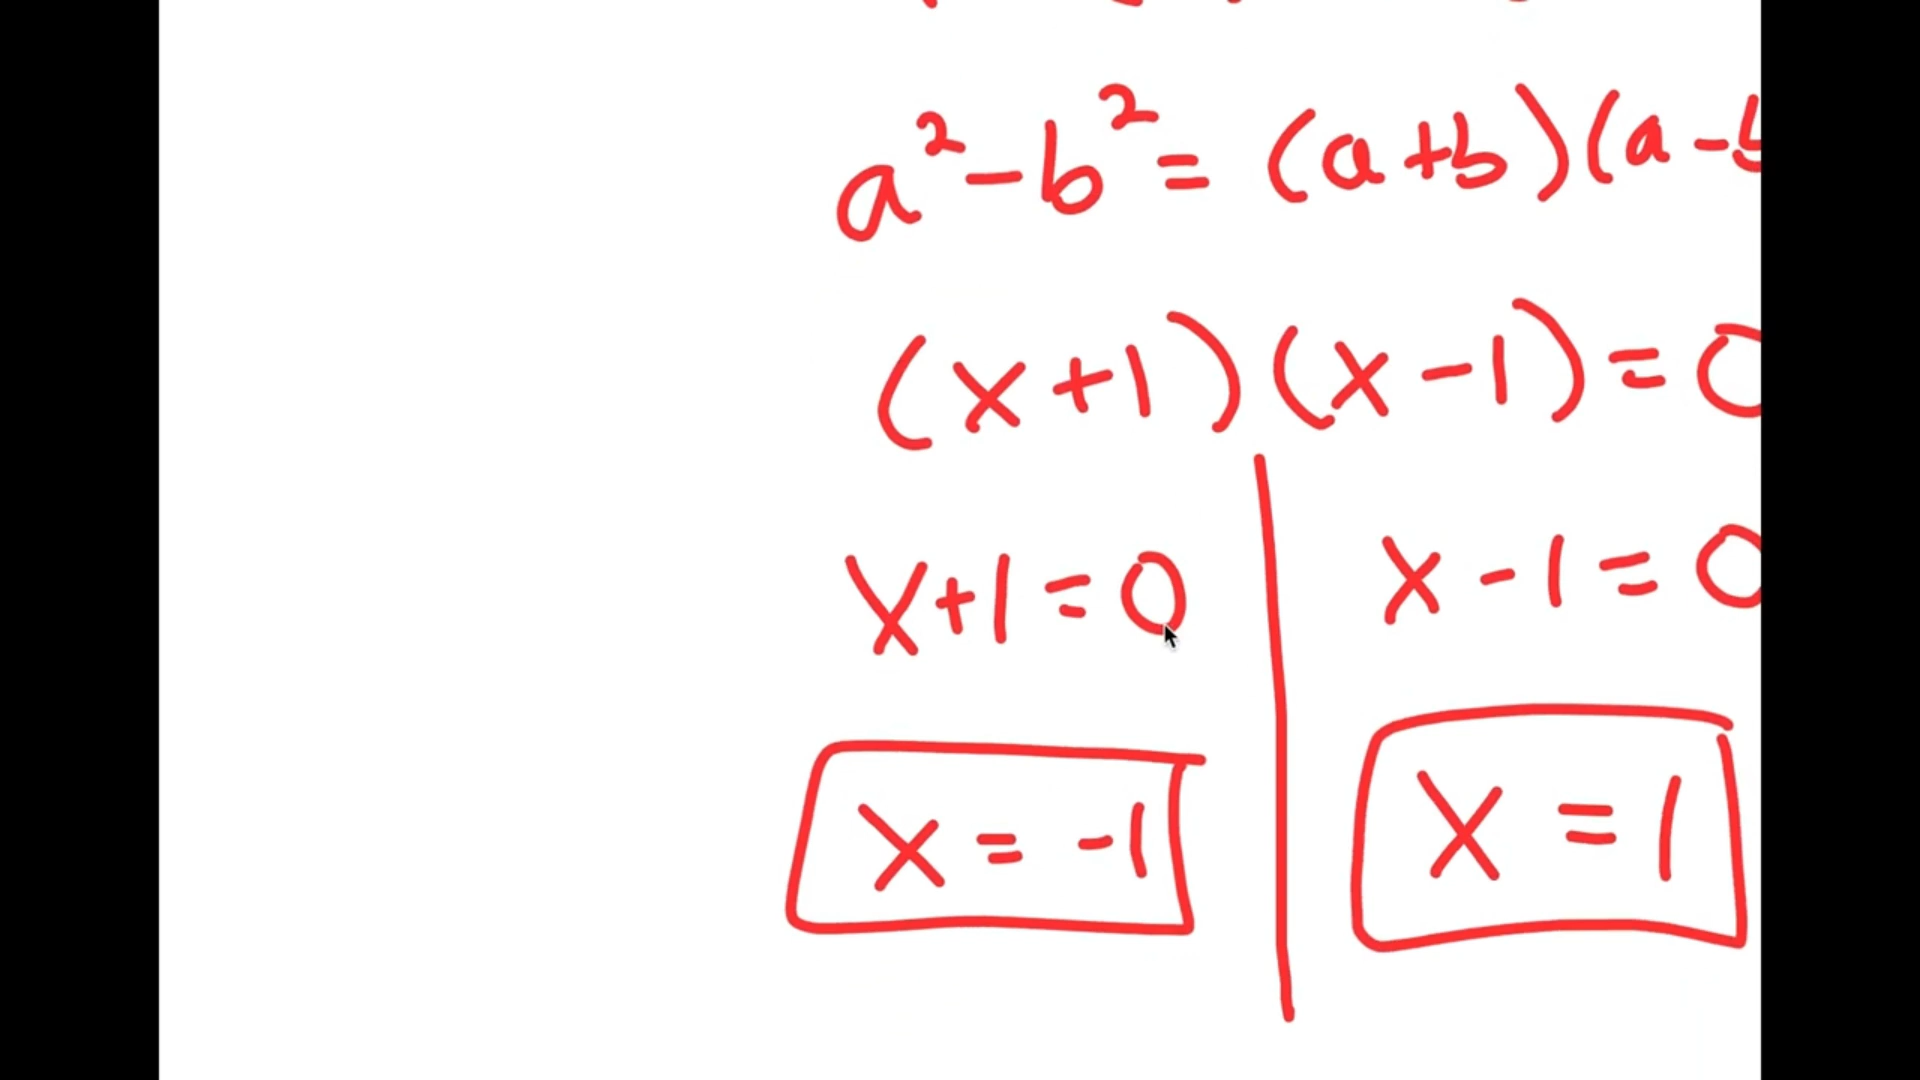 a² - b² = (a+b)(a-b
(x+1)(x-1)=0
x+1=0
x-1=0
x = -1
x = 1